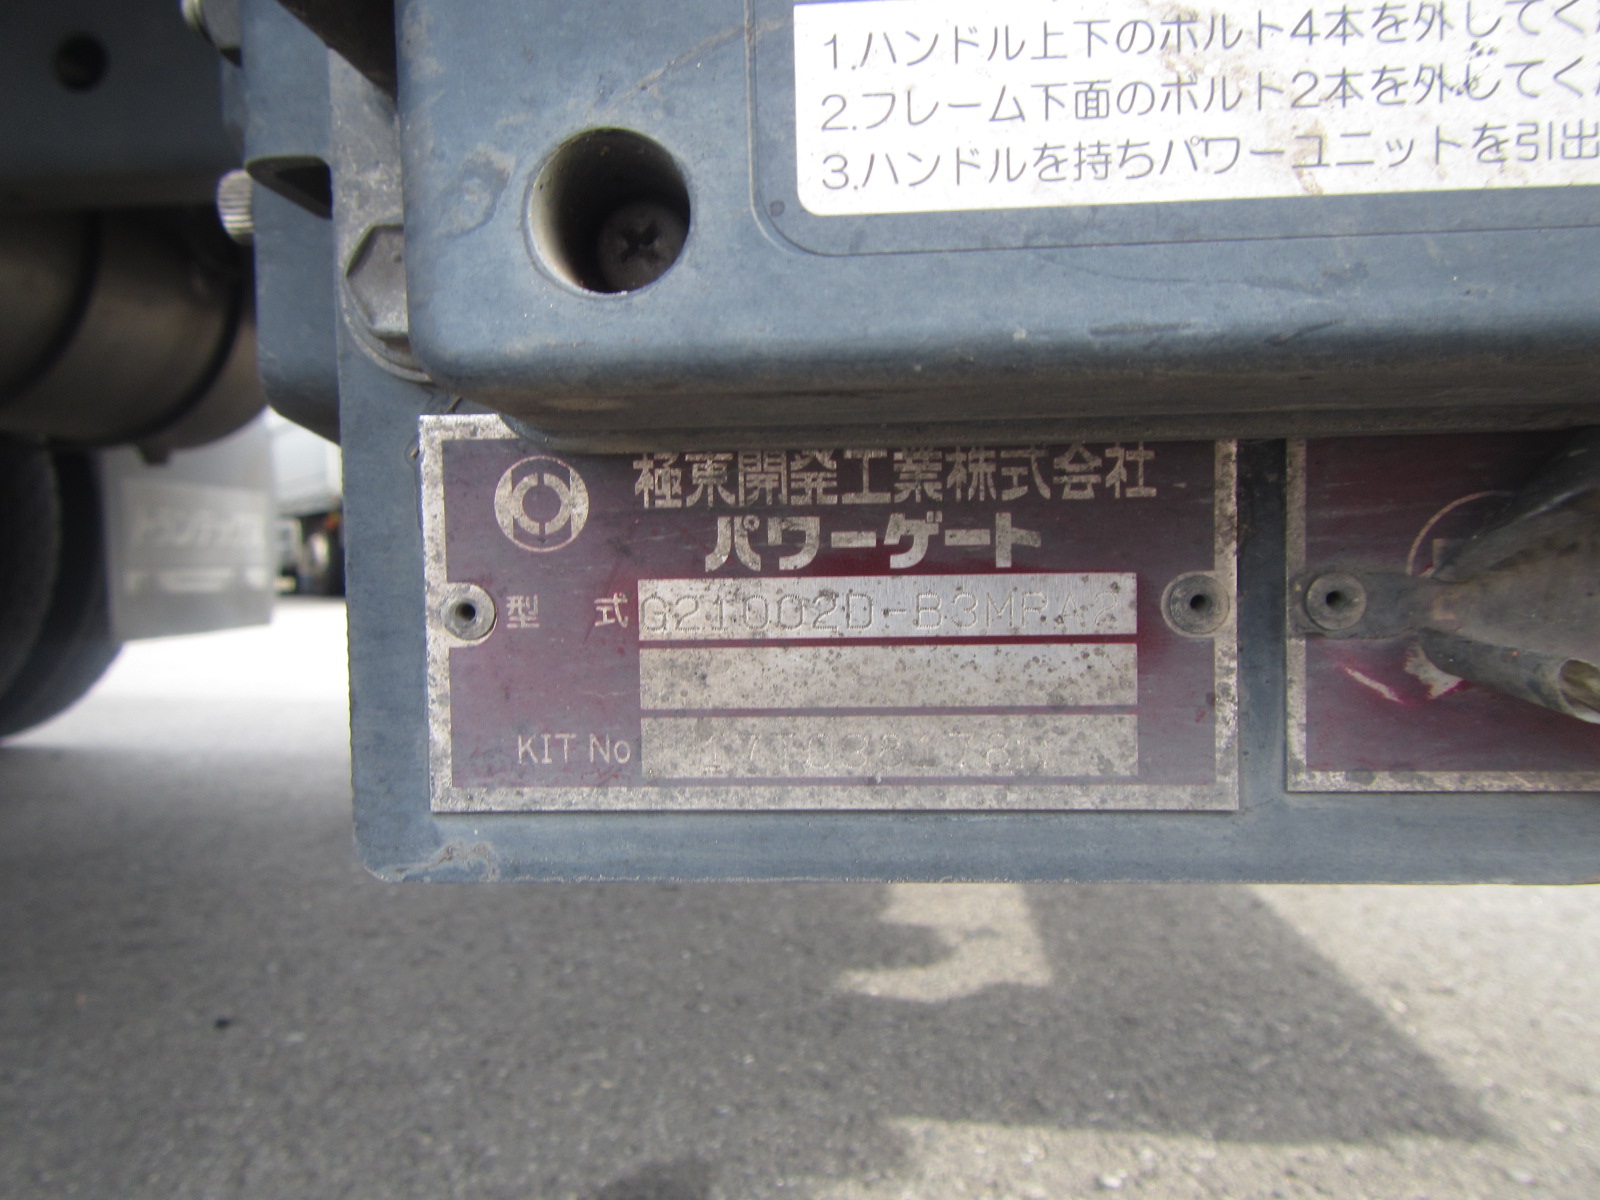 1.ハンドル上下のボルト4本を外してく
2.フレーム下面のボルト2本を外してく
3.ハンドルを持ちパワーユニットを引出
極東開発工業株式会社
パワーゲート
型 式 G21002D-B3MRA2
KIT No